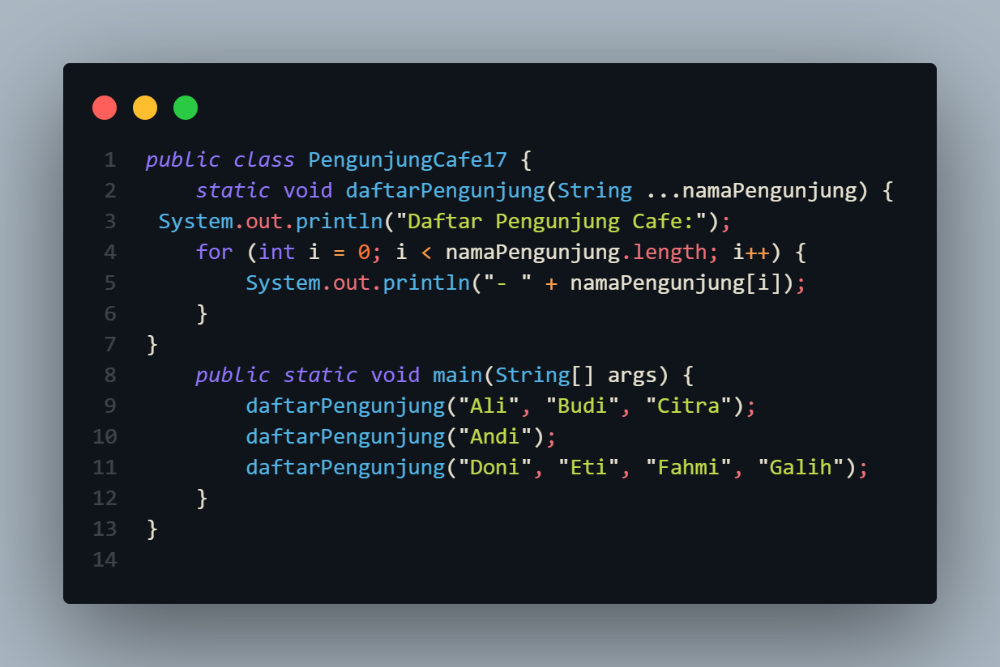 1 public class PengunjungCafe17 {
2 static void daftarPengunjung(String ...namaPengunjung) {
3 System.out.println("Daftar Pengunjung Cafe:");
4 for (int i = 0; i < namaPengunjung.length; i++) {
5 System.out.println("- " + namaPengunjung[i]);
6 }
7 }
8 public static void main(String[] args) {
9 daftarPengunjung("Ali", "Budi", "Citra");
10 daftarPengunjung("Andi");
11 daftarPengunjung("Doni", "Eti", "Fahmi", "Galih");
12 }
13 }
14